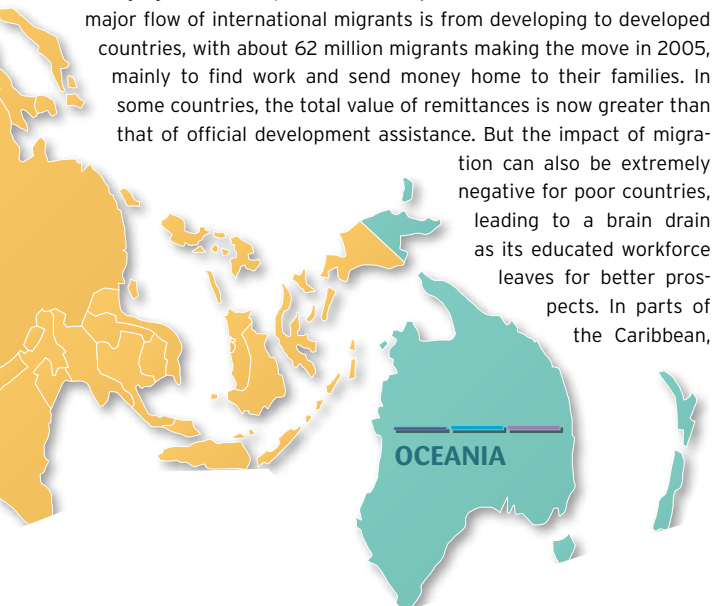 major flow of international migrants is from developing to developed
countries, with about 62 million migrants making the move in 2005,
mainly to find work and send money home to their families. In
some countries, the total value of remittances is now greater than
that of official development assistance. But the impact of migra-
tion can also be extremely
negative for poor countries,
leading to a brain drain
as its educated workforce
leaves for better pros-
pects. In parts of
the Caribbean,
OCEANIA